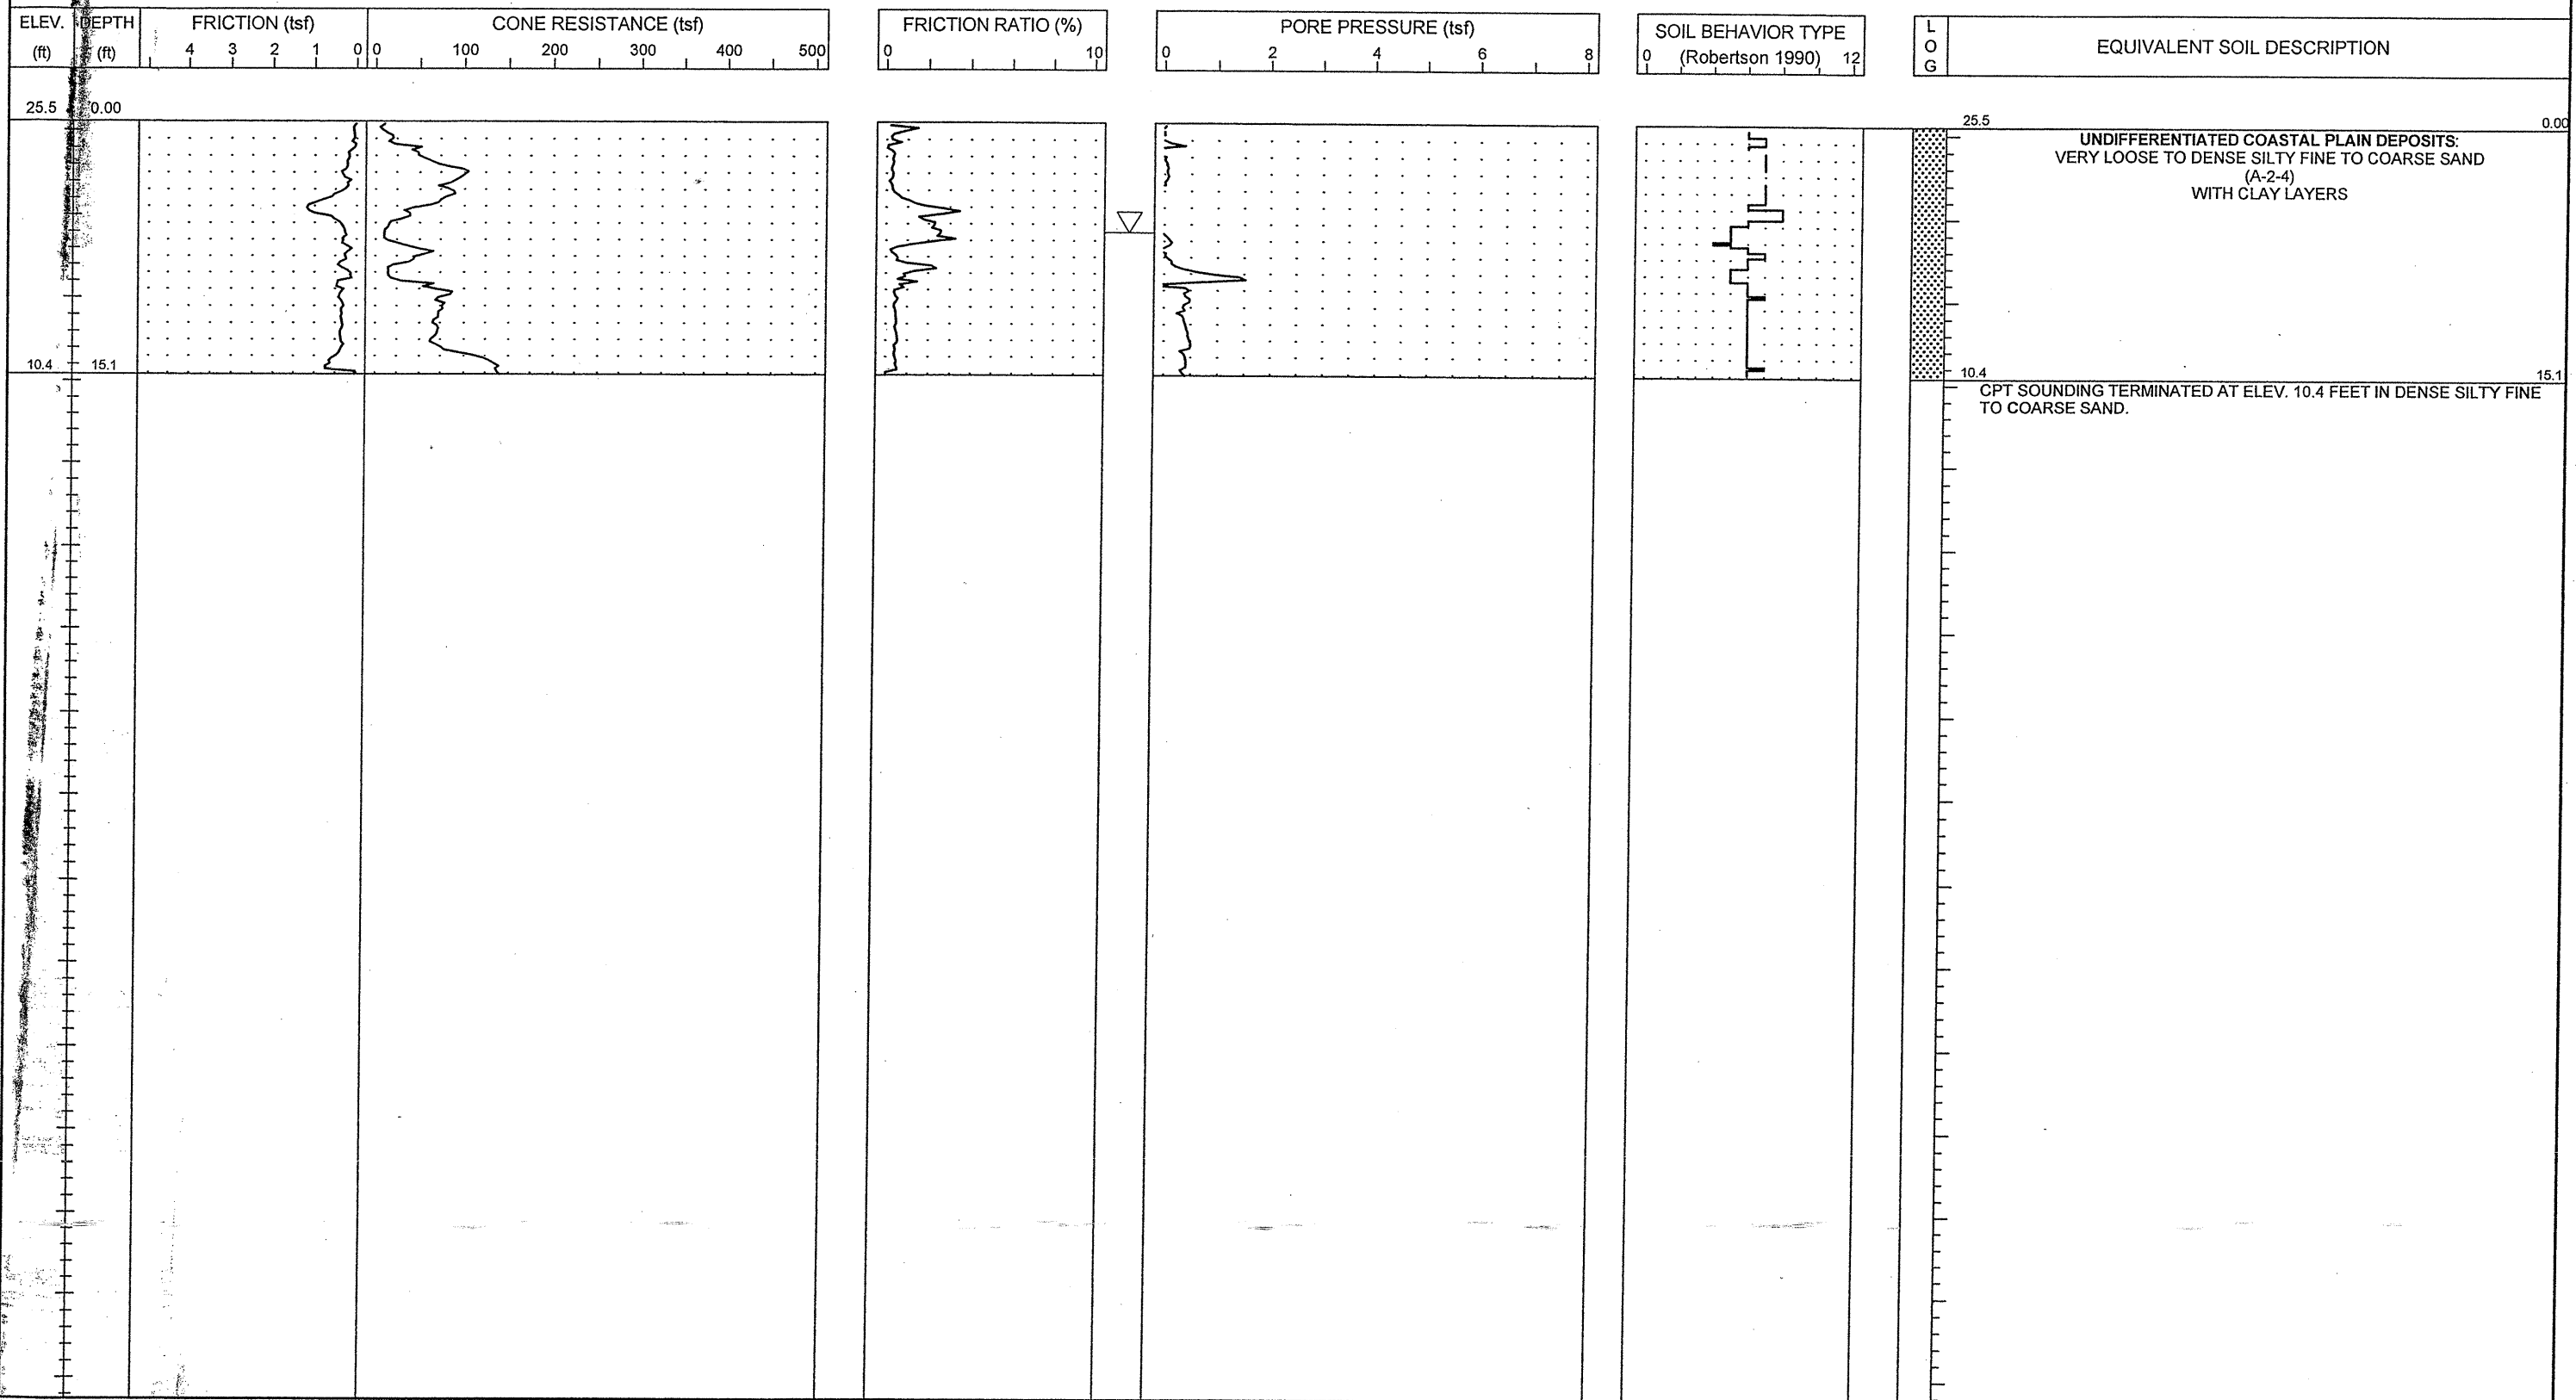 ELEV. DEPTH FRICTION (tsf) CONE RESISTANCE (tsf) FRICTION RATIO (%) PORE PRESSURE (tsf) SOIL BEHAVIOR TYPE L O G EQUIVALENT SOIL DESCRIPTION
(ft) (ft) 4 3 2 1 0 0 100 200 300 400 500 0 10 0 2 4 6 8 0 (Robertson 1990) 12
25.5 0.00
25.5 0.00
UNDIFFERENTIATED COASTAL PLAIN DEPOSITS:
VERY LOOSE TO DENSE SILTY FINE TO COARSE SAND
(A-2-4)
WITH CLAY LAYERS
10.4 15.1
10.4 15.1
CPT SOUNDING TERMINATED AT ELEV. 10.4 FEET IN DENSE SILTY FINE
TO COARSE SAND.